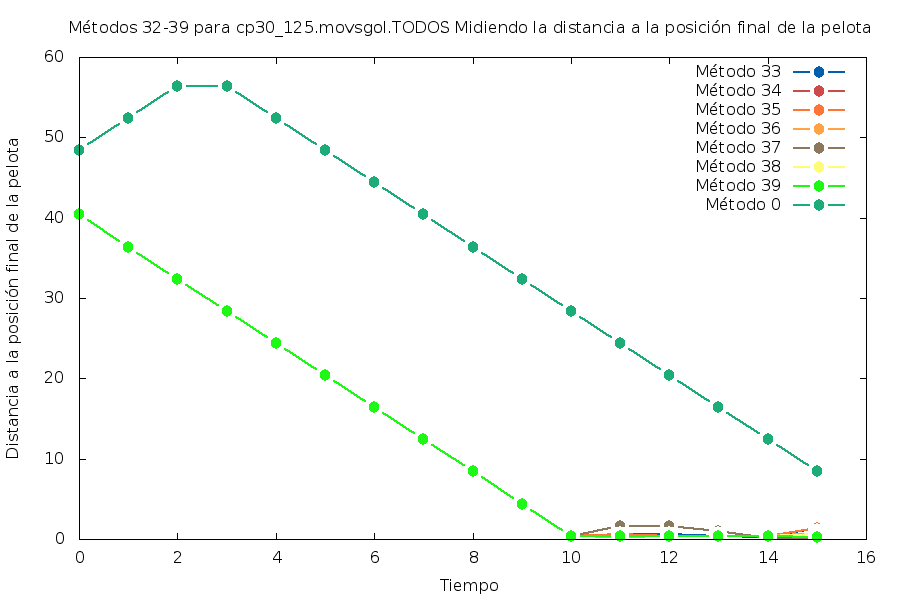 Métodos 32-39 para cp30_125.movsgol.TODOS Midiendo la distancia a la posición final de la pelota
Distancia a la posición final de la pelota
60
50
40
30
20
10
0
Método 33
Método 34
Método 35
Método 36
Método 37
Método 38
Método 39
Método 0
0 2 4 6 8 10 12 14 16
Tiempo